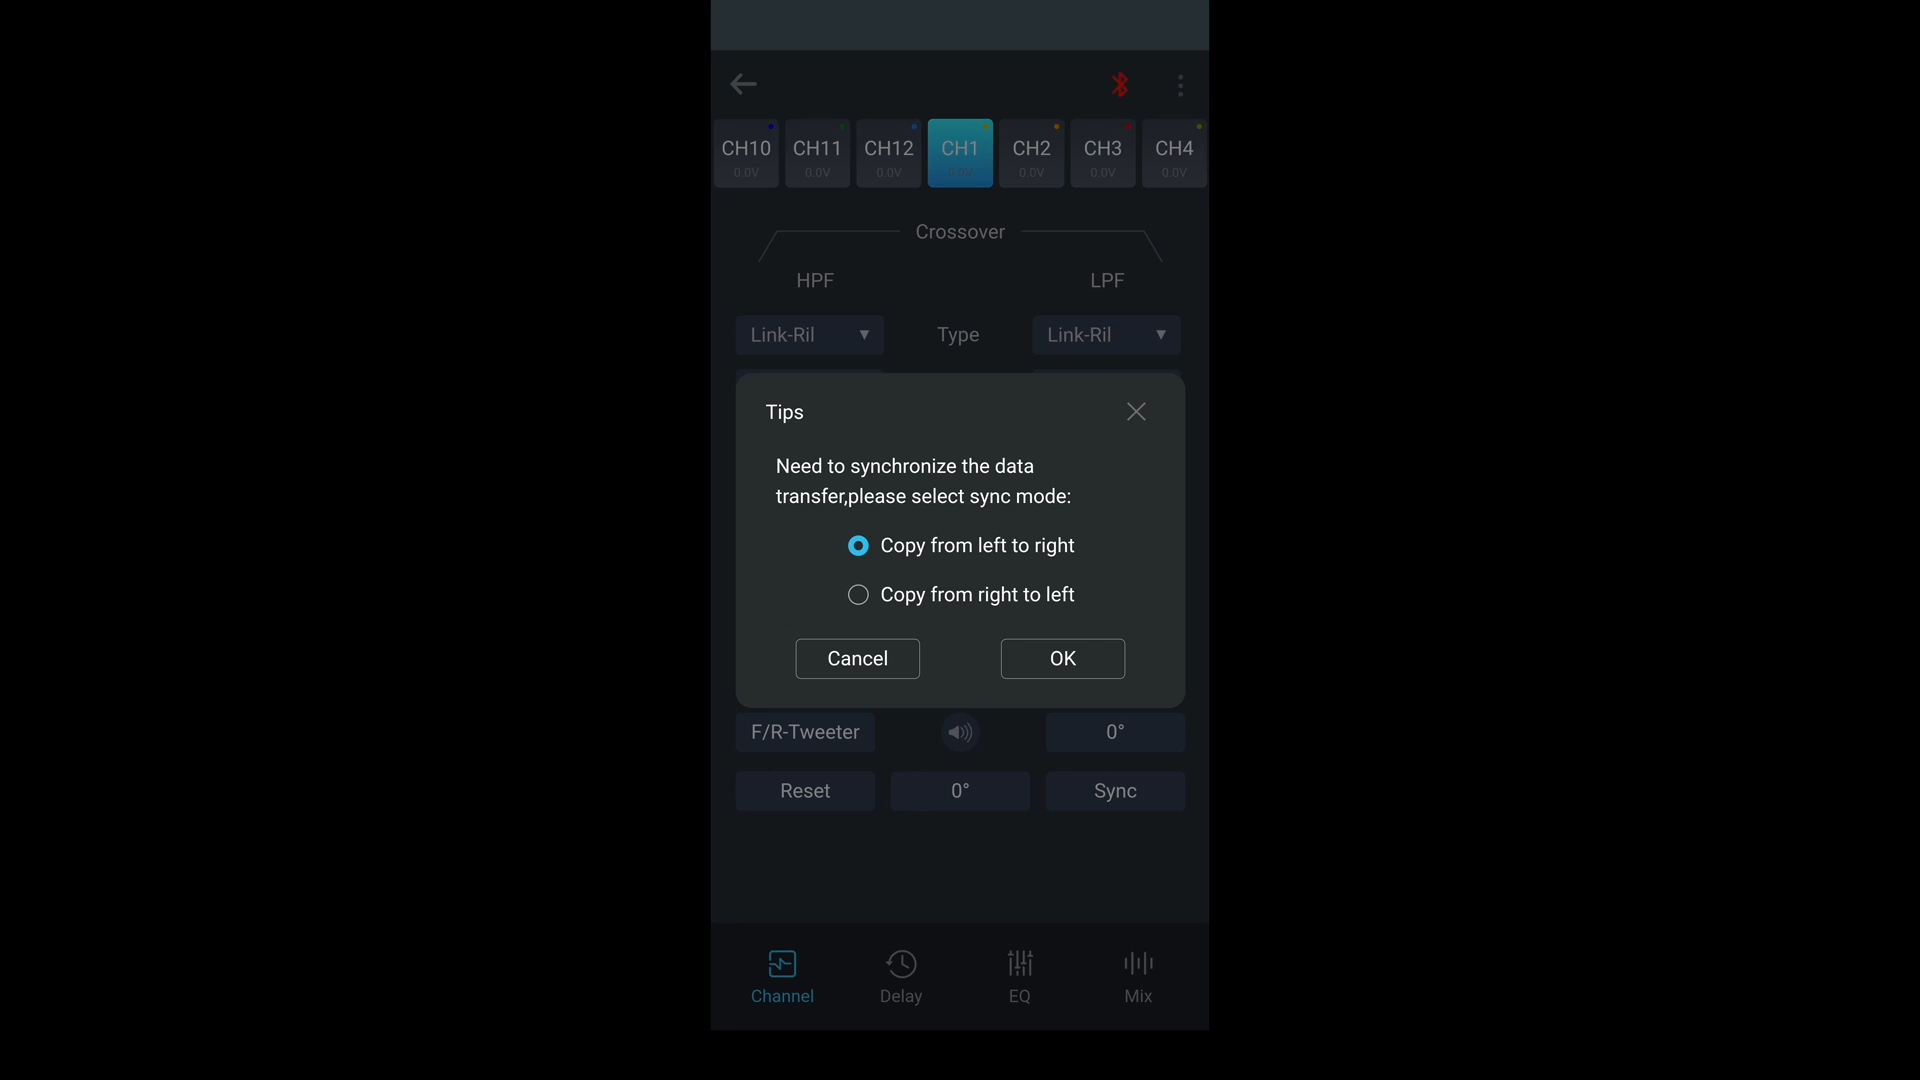 CH10 CH11 CH12 CH1 CH2 CH3 CH4
0.0V 0.0V 0.0V 0.0V 0.0V 0.0V 0.0V
Crossover
HPF LPF
Link-Ril ▼ Type Link-Ril ▼
Tips
Need to synchronize the data
transfer,please select sync mode:
Copy from left to right
Copy from right to left
Cancel OK
F/R-Tweeter 0°
Reset 0° Sync
Channel Delay EQ Mix